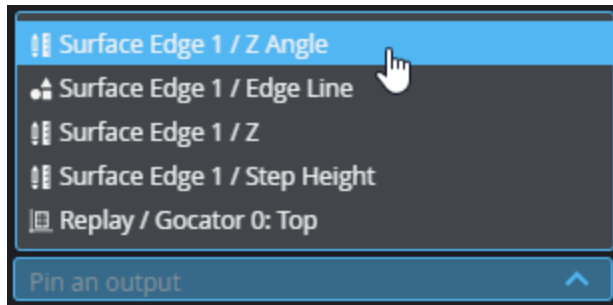 Surface Edge 1 / Z Angle
Surface Edge 1 / Edge Line
Surface Edge 1 / Z
Surface Edge 1 / Step Height
Replay / Gocator 0: Top
Pin an output